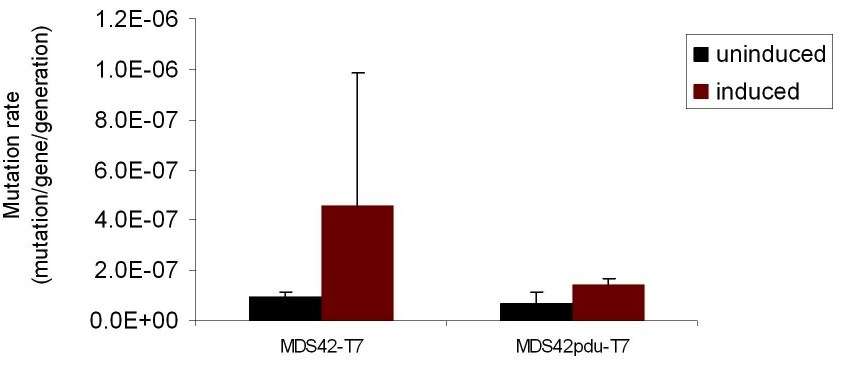 Mutation rate
(mutation/gene/generation)
1.2E-06
1.0E-06
8.0E-07
6.0E-07
4.0E-07
2.0E-07
0.0E+00
MDS42-T7
MDS42pdu-T7
uninduced
induced